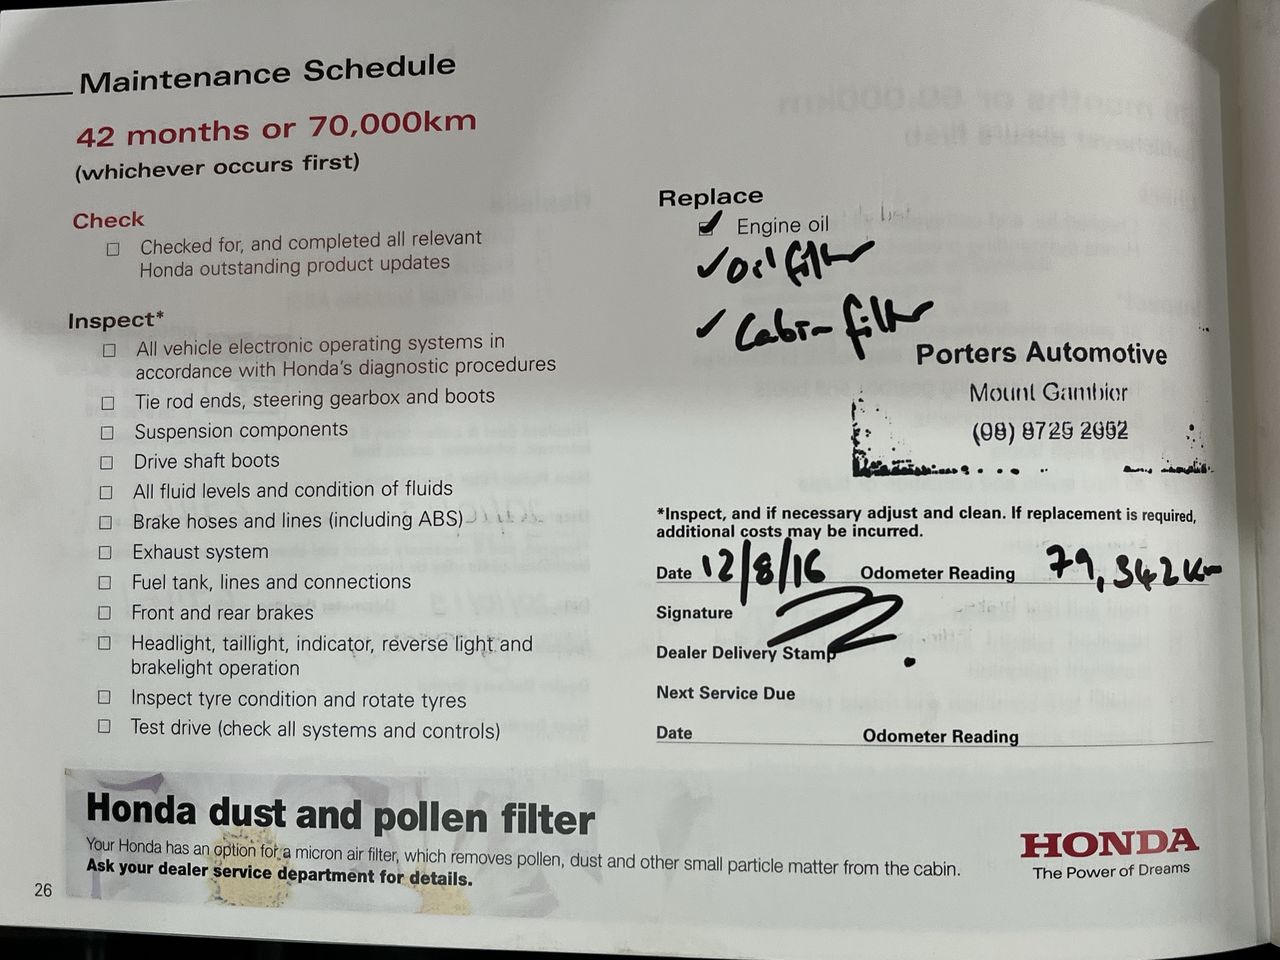 Maintenance Schedule
42 months or 70,000km
(whichever occurs first)
Check
☐ Checked for, and completed all relevant
Honda outstanding product updates
Inspect*
☐ All vehicle electronic operating systems in
accordance with Honda's diagnostic procedures
☐ Tie rod ends, steering gearbox and boots
☐ Suspension components
☐ Drive shaft boots
☐ All fluid levels and condition of fluids
☐ Brake hoses and lines (including ABS)
☐ Exhaust system
☐ Fuel tank, lines and connections
☐ Front and rear brakes
☐ Headlight, taillight, indicator, reverse light and
brakelight operation
☐ Inspect tyre condition and rotate tyres
☐ Test drive (check all systems and controls)
Replace
☑ Engine oil
✓ Oil filter
✓ Cabin filter
Porters Automotive
Mount Gambier
(08) 8725 2662
*Inspect, and if necessary adjust and clean. If replacement is required,
additional costs may be incurred.
Date 12/8/16 Odometer Reading 79,342 Km
Signature
Dealer Delivery Stamp
Next Service Due
Date Odometer Reading
Honda dust and pollen filter
Your Honda has an option for a micron air filter, which removes pollen, dust and other small particle matter from the cabin.
Ask your dealer service department for details.
HONDA
The Power of Dreams
26